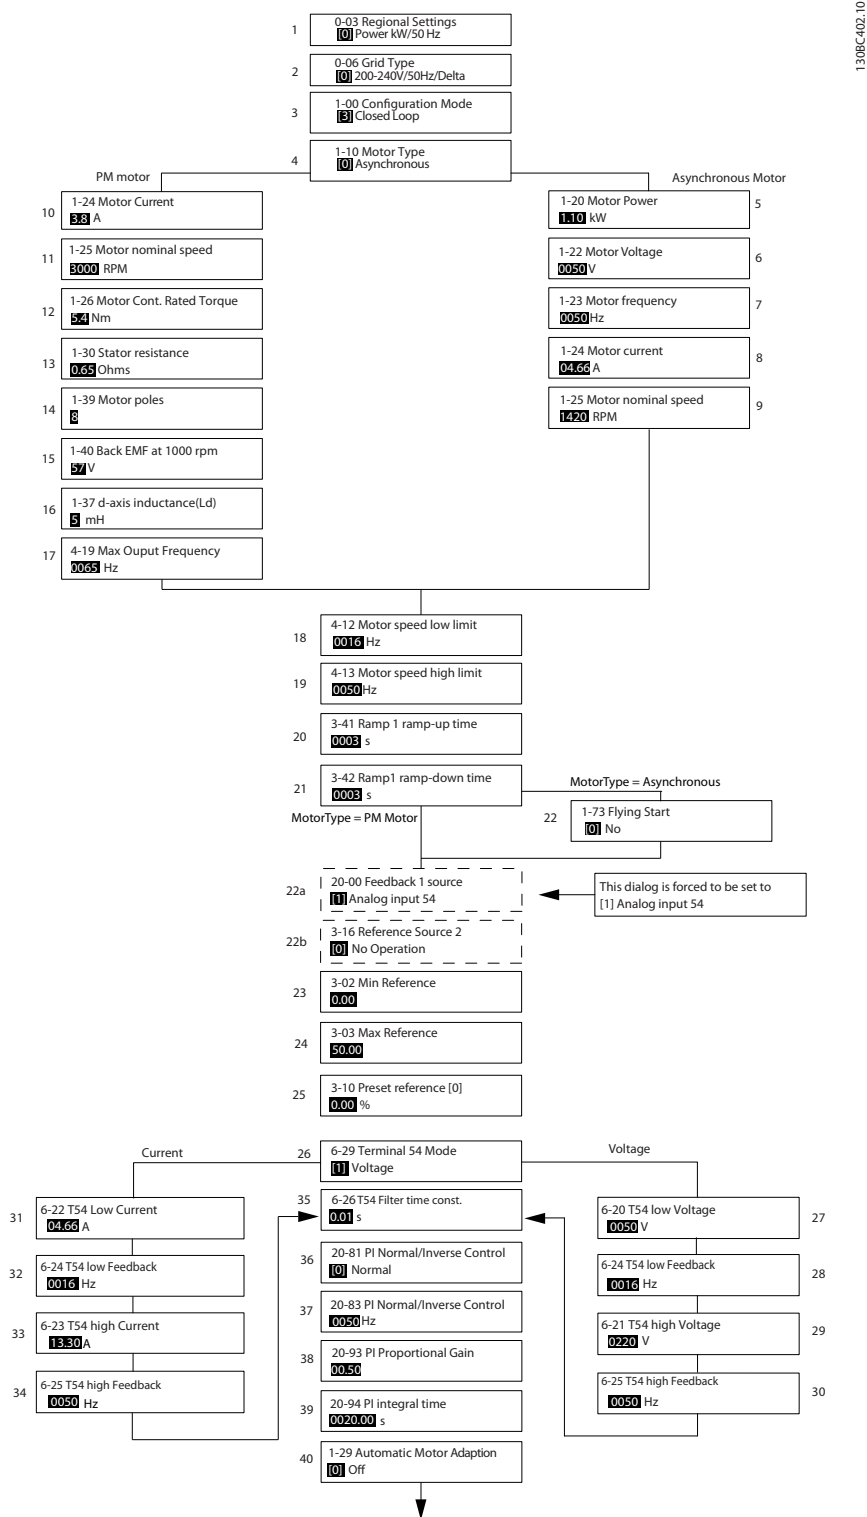 130BC402.10
1
0-03 Regional Settings
[0] Power kW/50 Hz
2
0-06 Grid Type
[0] 200-240V/50Hz/Delta
3
1-00 Configuration Mode
[3] Closed Loop
4
1-10 Motor Type
[0] Asynchronous
PM motor
Asynchronous Motor
10
1-24 Motor Current
3.8 A
11
1-25 Motor nominal speed
3000 RPM
12
1-26 Motor Cont. Rated Torque
5.4 Nm
13
1-30 Stator resistance
0.65 Ohms
14
1-39 Motor poles
8
15
1-40 Back EMF at 1000 rpm
57 V
16
1-37 d-axis inductance(Ld)
5 mH
17
4-19 Max Ouput Frequency
0065 Hz
1-20 Motor Power
1.10 kW
5
1-22 Motor Voltage
0050 V
6
1-23 Motor frequency
0050 Hz
7
1-24 Motor current
04.66 A
8
1-25 Motor nominal speed
1420 RPM
9
18
4-12 Motor speed low limit
0016 Hz
19
4-13 Motor speed high limit
0050 Hz
20
3-41 Ramp 1 ramp-up time
0003 s
21
3-42 Ramp1 ramp-down time
0003 s
MotorType = Asynchronous
MotorType = PM Motor
22
1-73 Flying Start
[0] No
22a
20-00 Feedback 1 source
[1] Analog input 54
This dialog is forced to be set to
[1] Analog input 54
22b
3-16 Reference Source 2
[0] No Operation
23
3-02 Min Reference
0.00
24
3-03 Max Reference
50.00
25
3-10 Preset reference [0]
0.00 %
Current
26
6-29 Terminal 54 Mode
[1] Voltage
Voltage
31
6-22 T54 Low Current
04.66 A
32
6-24 T54 low Feedback
0016 Hz
33
6-23 T54 high Current
13.30 A
34
6-25 T54 high Feedback
0050 Hz
35
6-26 T54 Filter time const.
0.01 s
36
20-81 PI Normal/Inverse Control
[0] Normal
37
20-83 PI Normal/Inverse Control
0050 Hz
38
20-93 PI Proportional Gain
00.50
39
20-94 PI integral time
0020.00 s
40
1-29 Automatic Motor Adaption
[0] Off
6-20 T54 low Voltage
0050 V
27
6-24 T54 low Feedback
0016 Hz
28
6-21 T54 high Voltage
0220 V
29
6-25 T54 high Feedback
0050 Hz
30